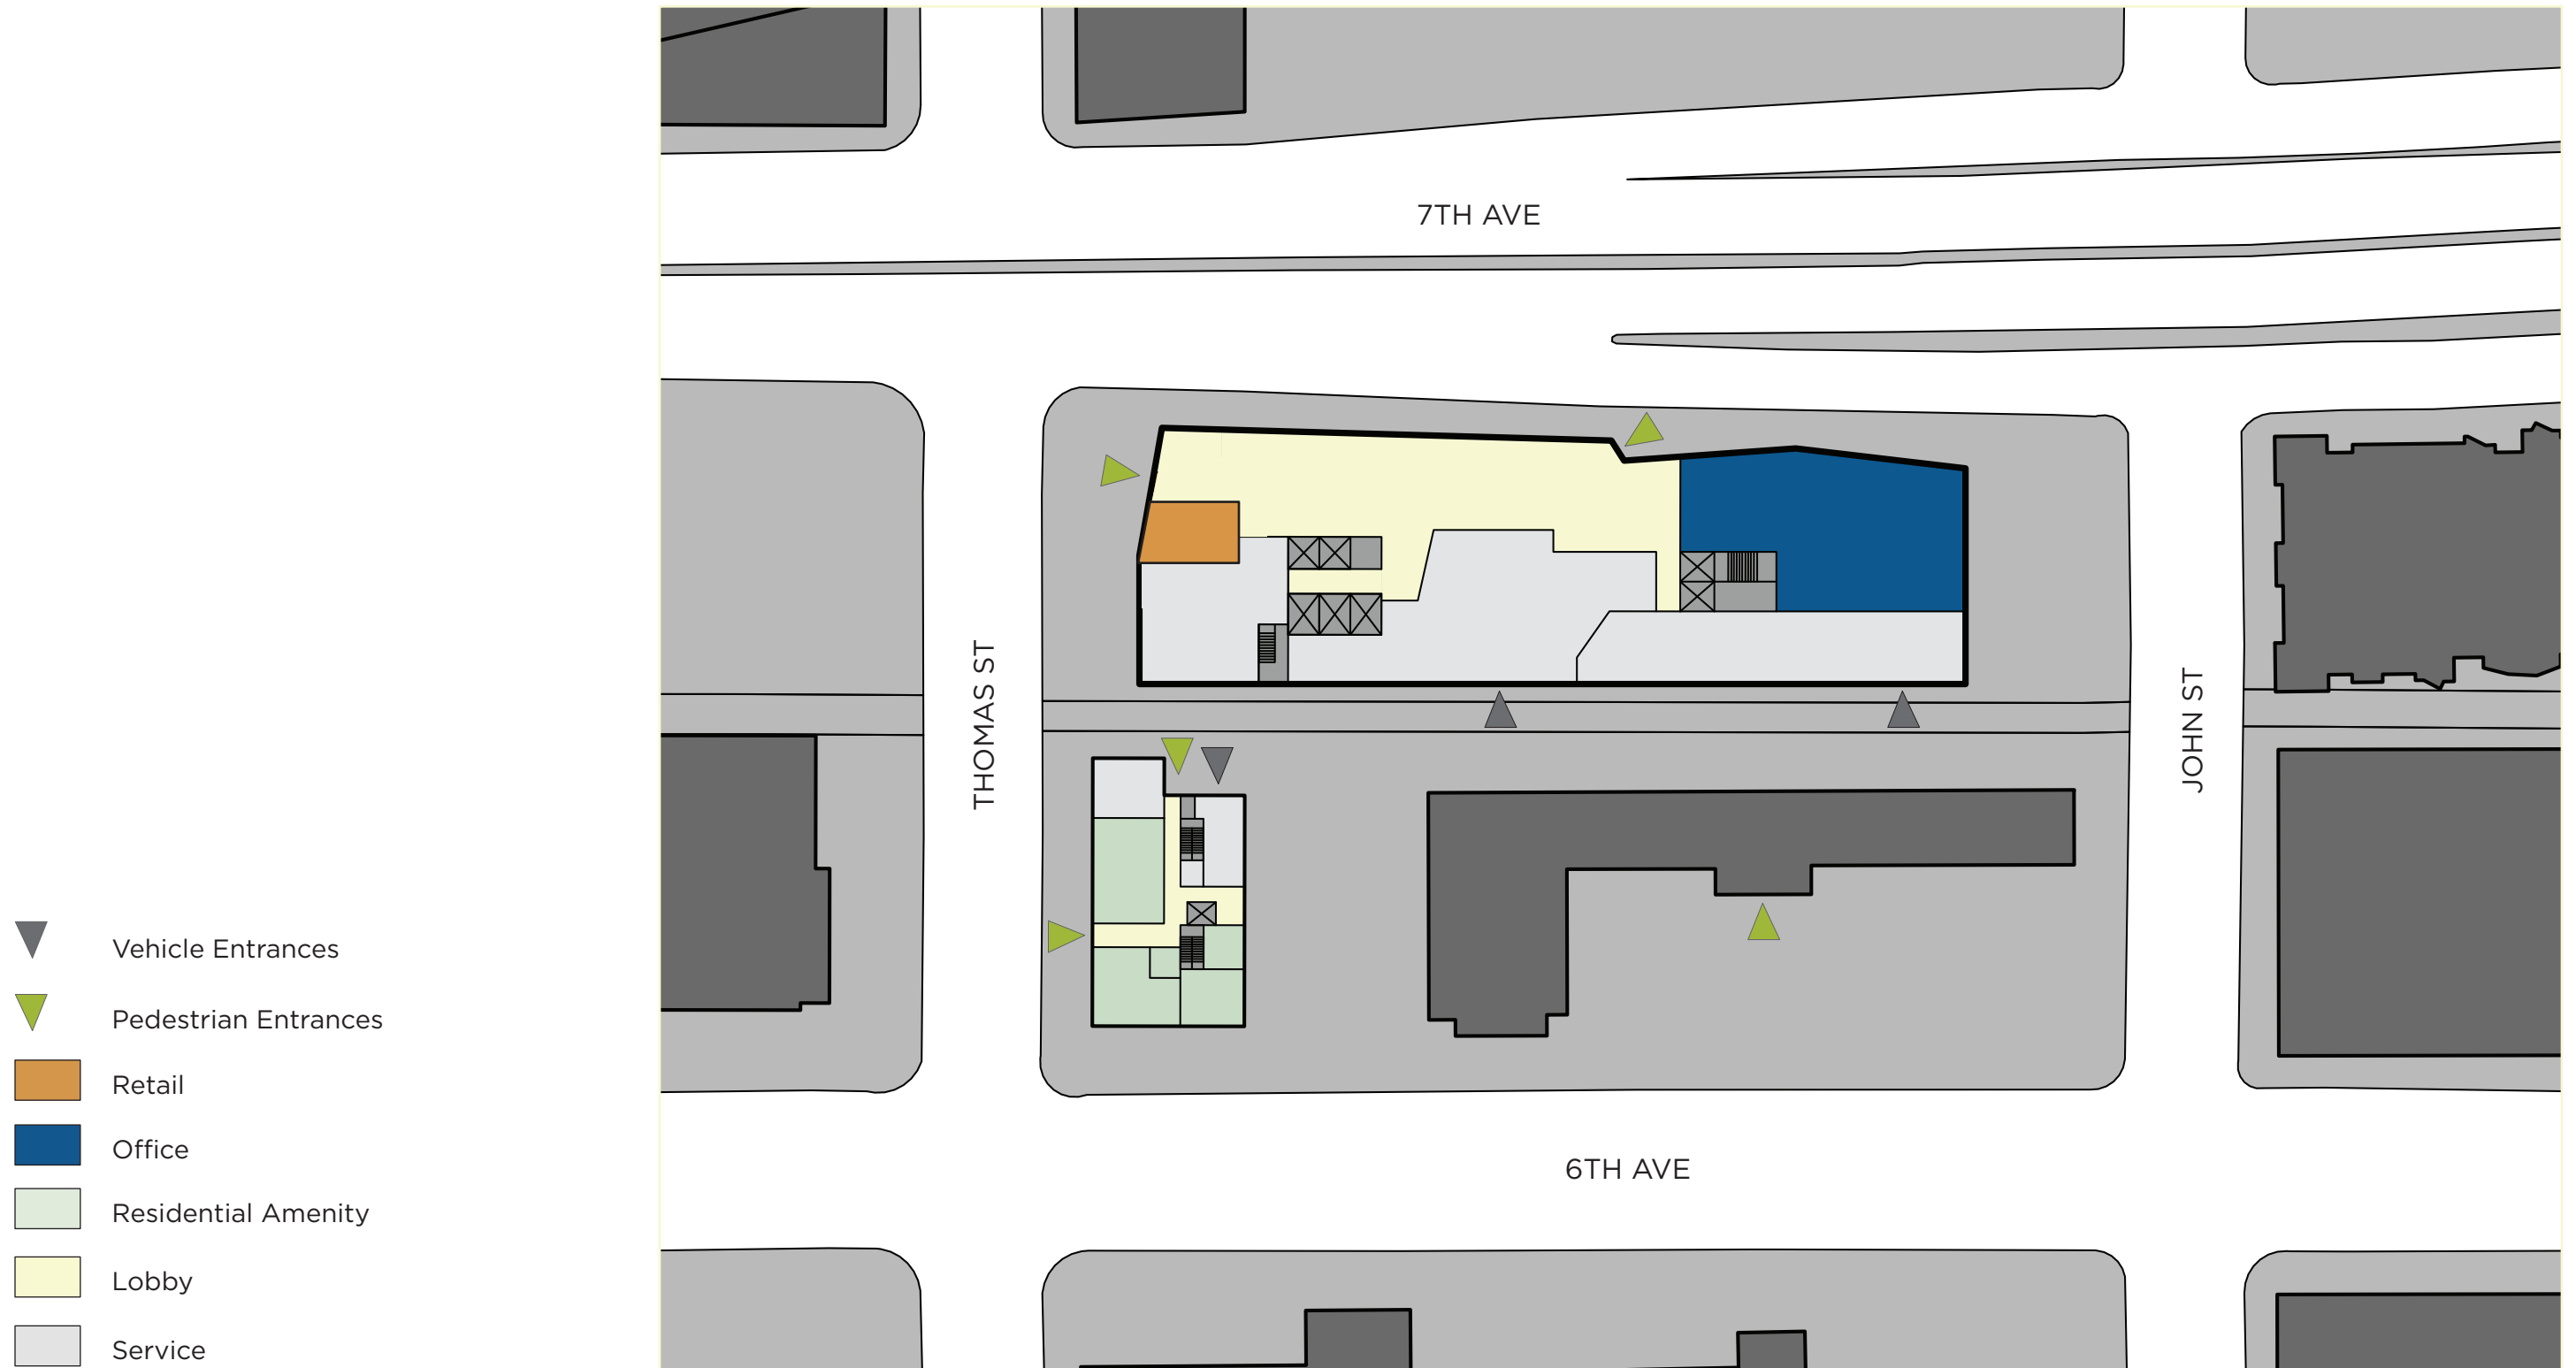 7TH AVE
THOMAS ST
JOHN ST
6TH AVE
Vehicle Entrances
Pedestrian Entrances
Retail
Office
Residential Amenity
Lobby
Service